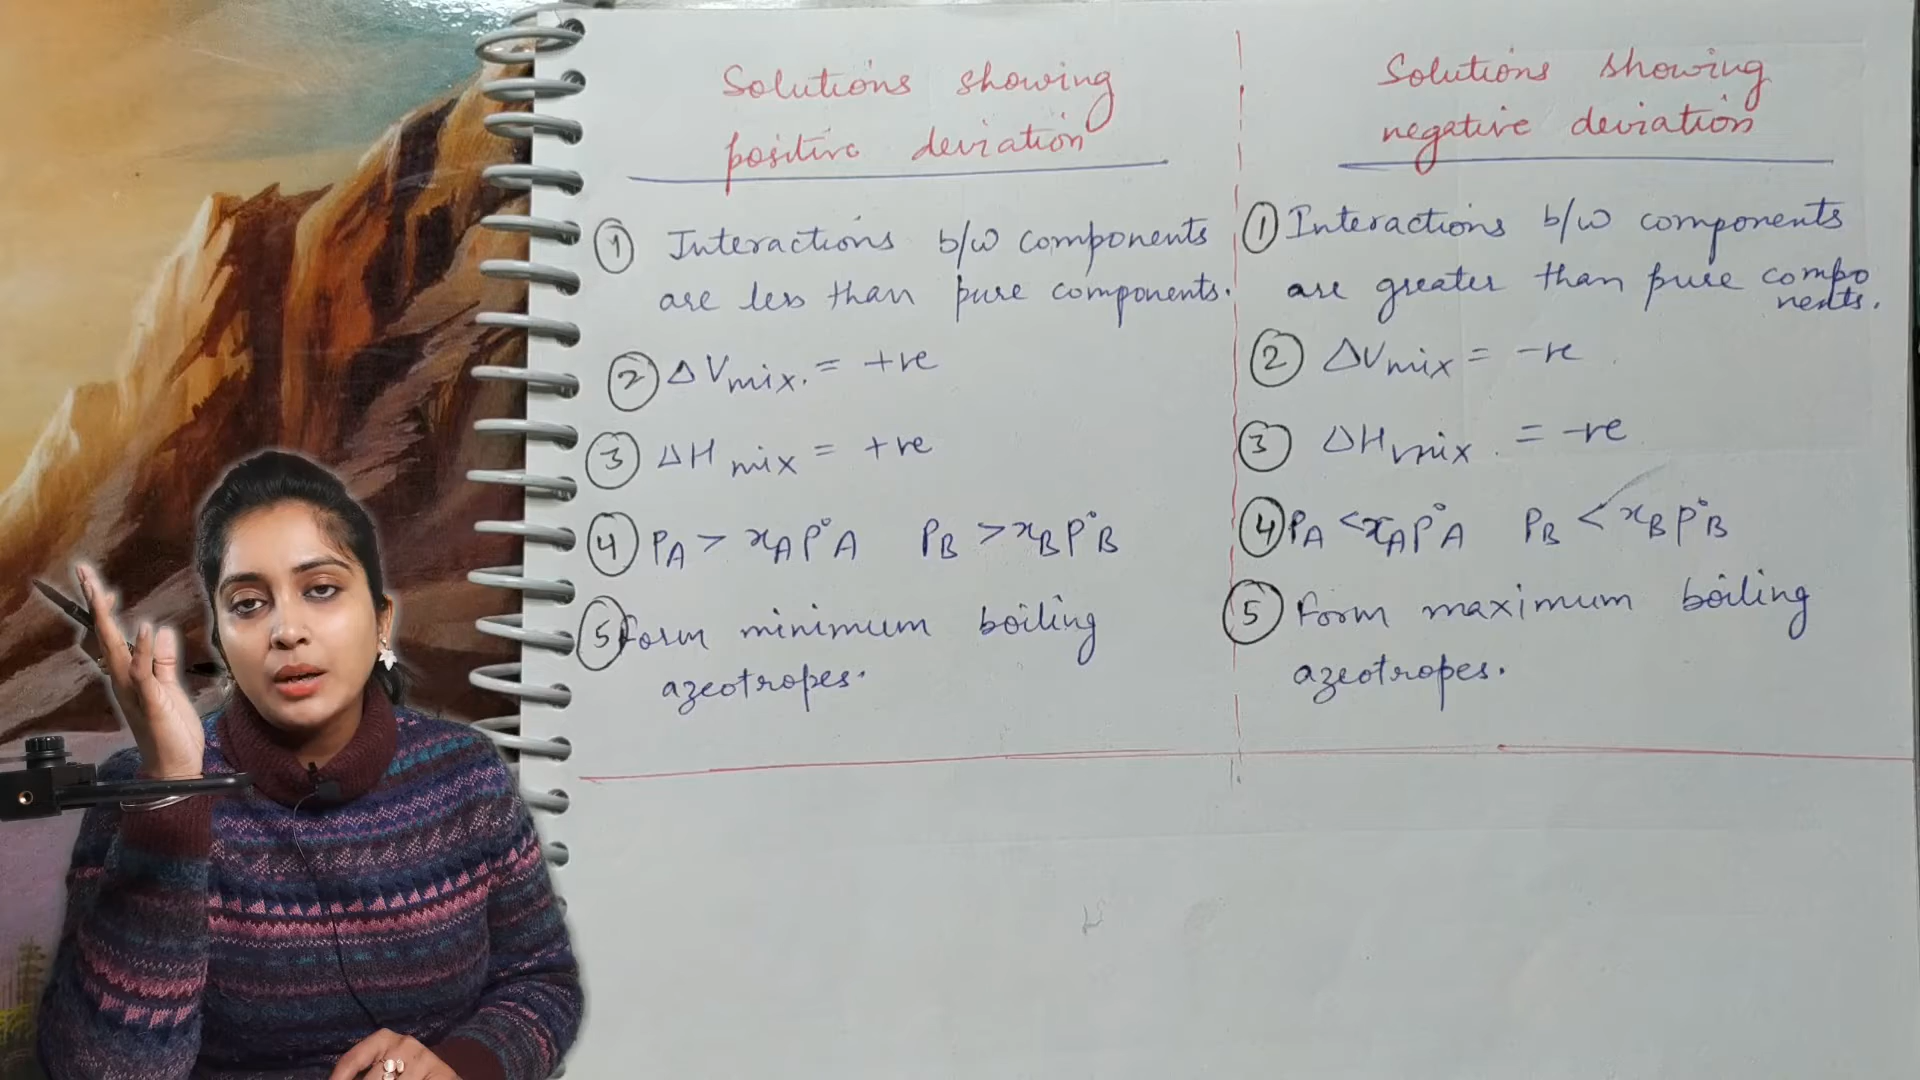 Solutions showing
positive deviation
① Interactions b/w components
are less than pure components.
② ΔVmix. = +ve
③ ΔH mix = +ve
④ PA > xAP°A PB > xBP°B
⑤ Form minimum boiling
azeotropes.
Solutions showing
negative deviation
① Interactions b/w components
are greater than pure compo
nents.
② ΔVmix = -ve
③ ΔHmix. = -ve
④ PA < xAP°A PB < xBP°B
⑤ Form maximum boiling
azeotropes.